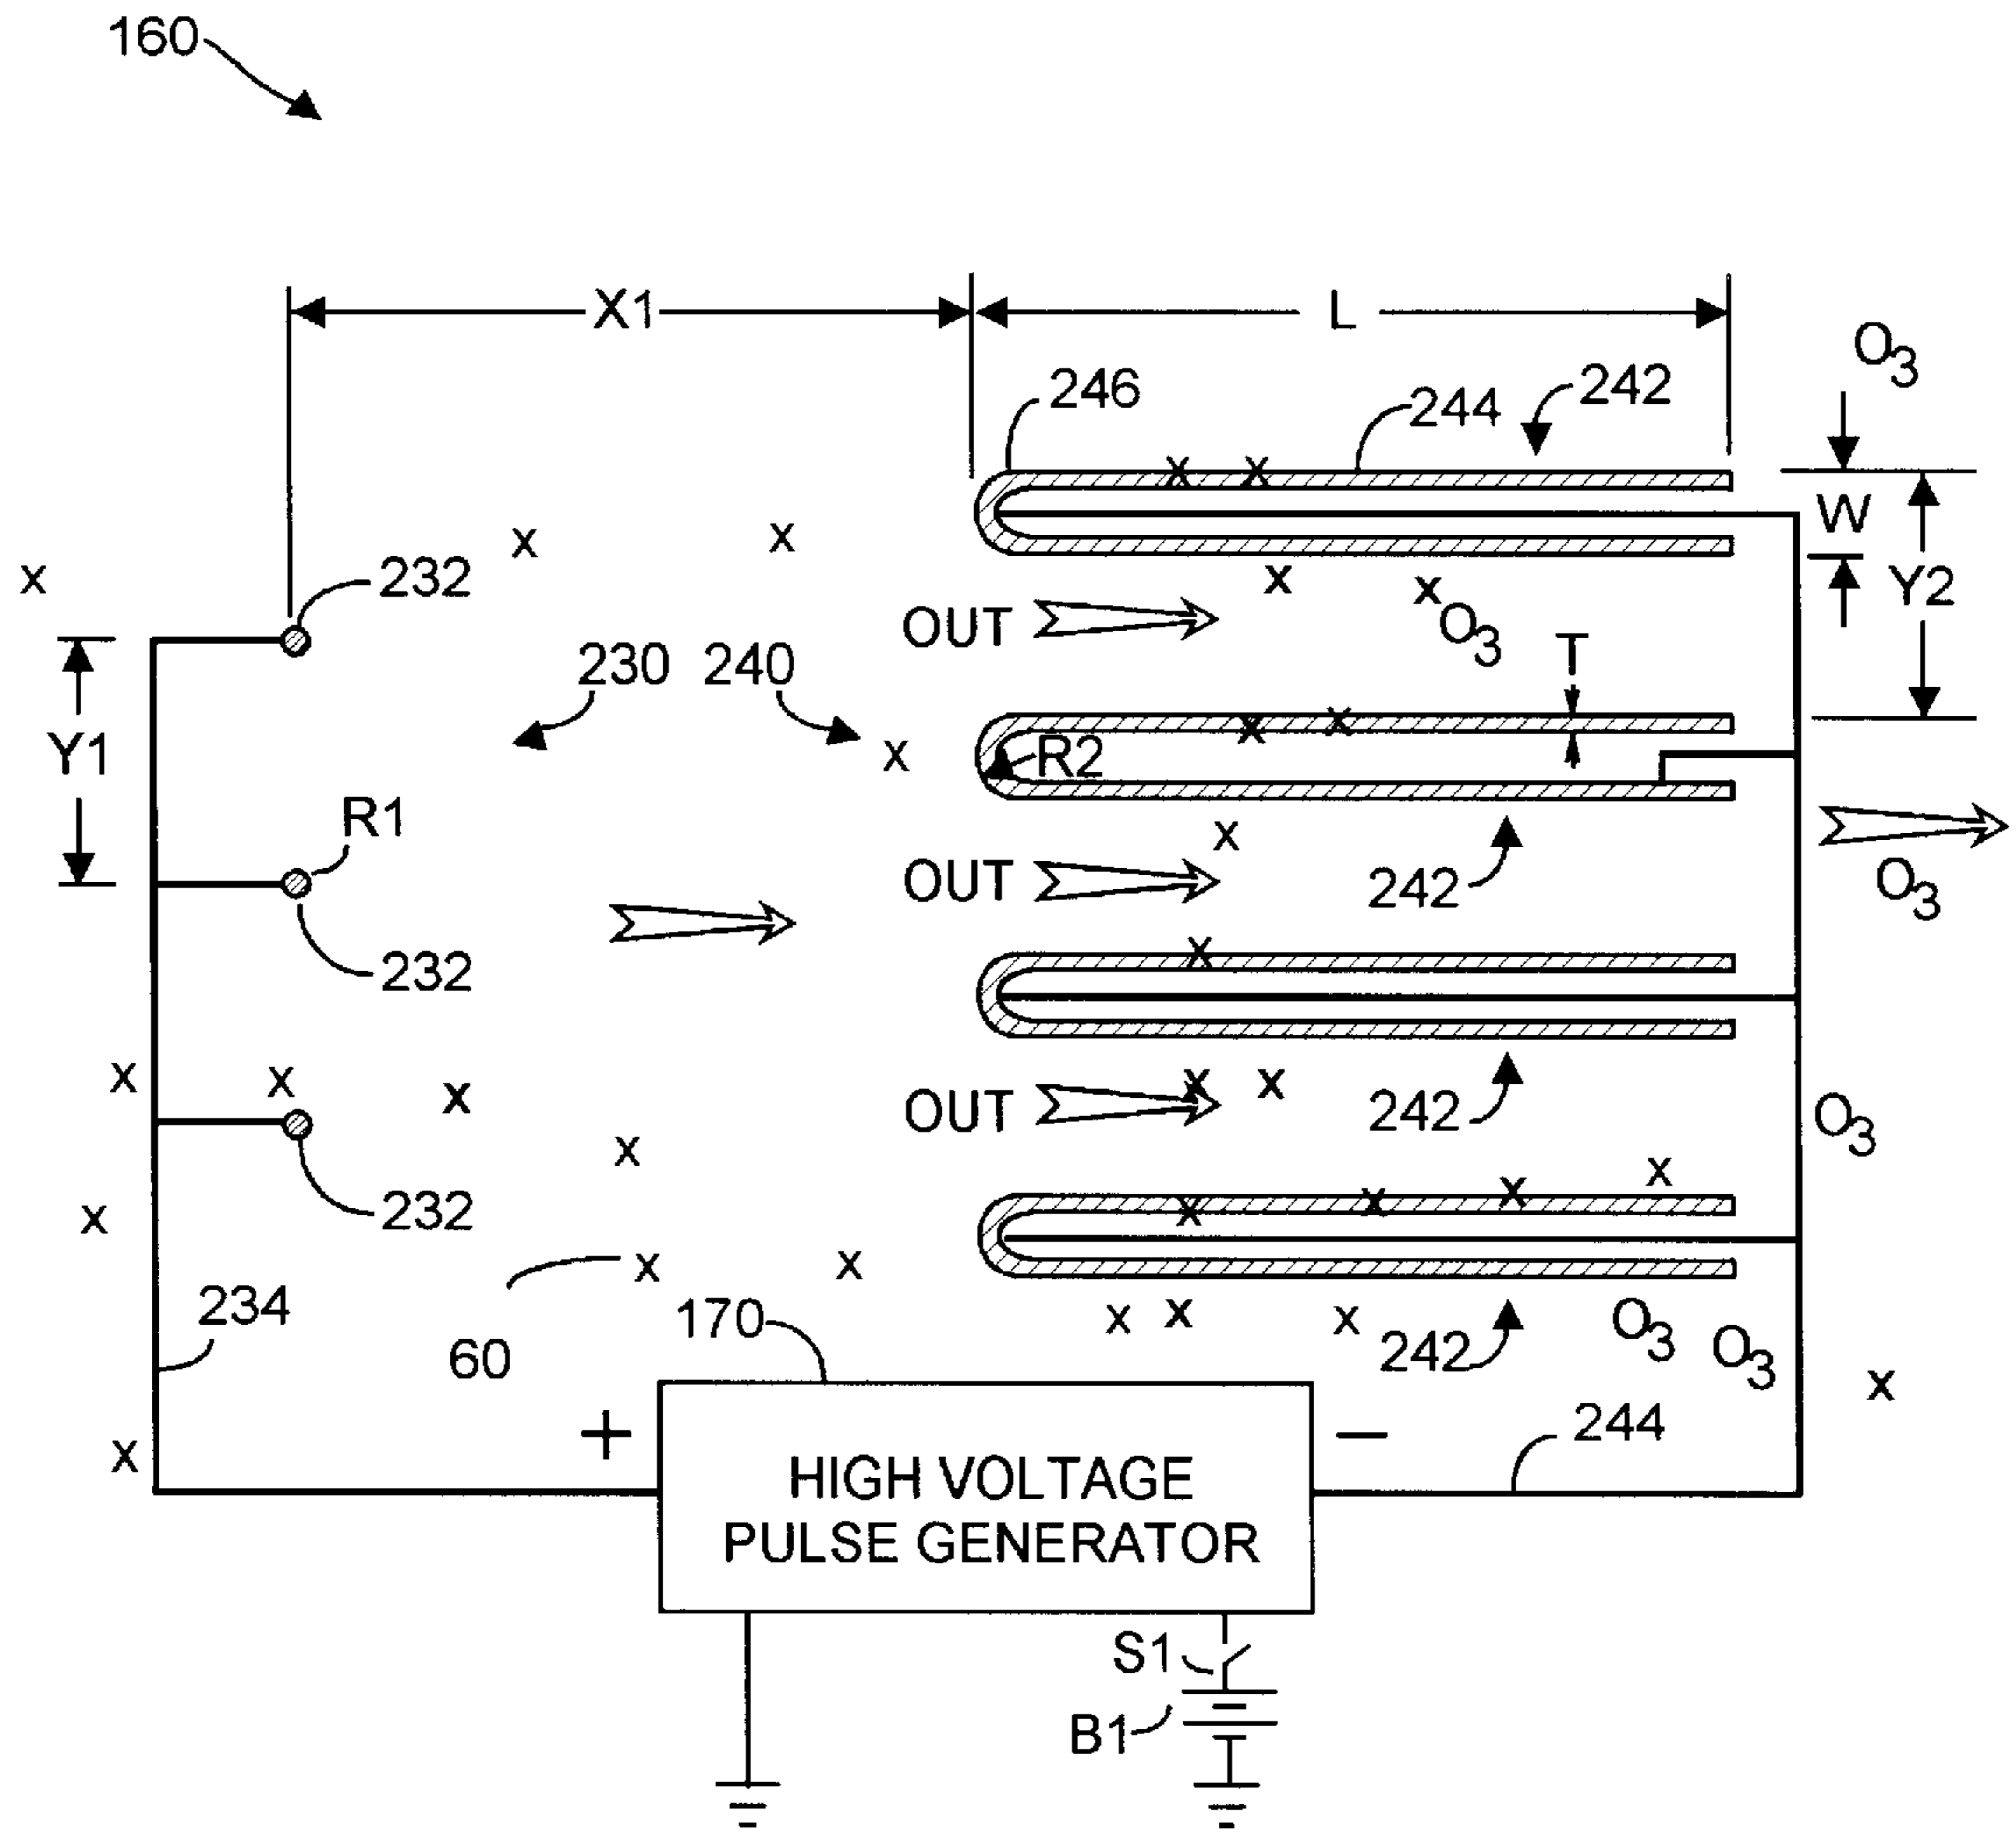 160
X1
L
O3
246
244
242
W
Y2
x x
x x
x
232
x x
OUT
O3
T
230
240
Y1
x x
x
R2
R1
x
OUT
242
O3
232
x
x x x
x x
OUT
242
O3
x
x
232
x x x
x
x
x
60
234
170
x x x
242
O3
O3
x
244
x
+
−
HIGH VOLTAGE
PULSE GENERATOR
S1
B1